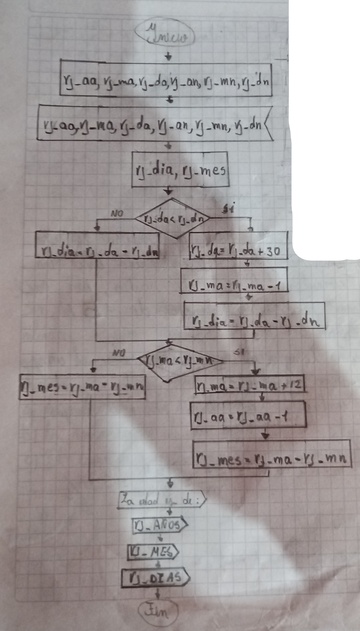 Inicio
rj_aa, rj_ma, rj_da, rj_an, rj_mn, rj_dn
rj_aa, rj_ma, rj_da, rj_an, rj_mn, rj_dn
rj_dia, rj_mes
NO
rj_da < rj_dn
si
rj_dia = rj_da - rj_dn
rj_da = rj_da + 30
rj_ma = rj_ma - 1
rj_dia = rj_da - rj_dn
NO
rj_ma < rj_mn
SI
rj_mes = rj_ma - rj_mn
rj_ma = rj_ma + 12
rj_aa = rj_aa - 1
rj_mes = rj_ma - rj_mn
La edad es de:
rj_AÑOS
rj_MES
rj_DIAS
Fin